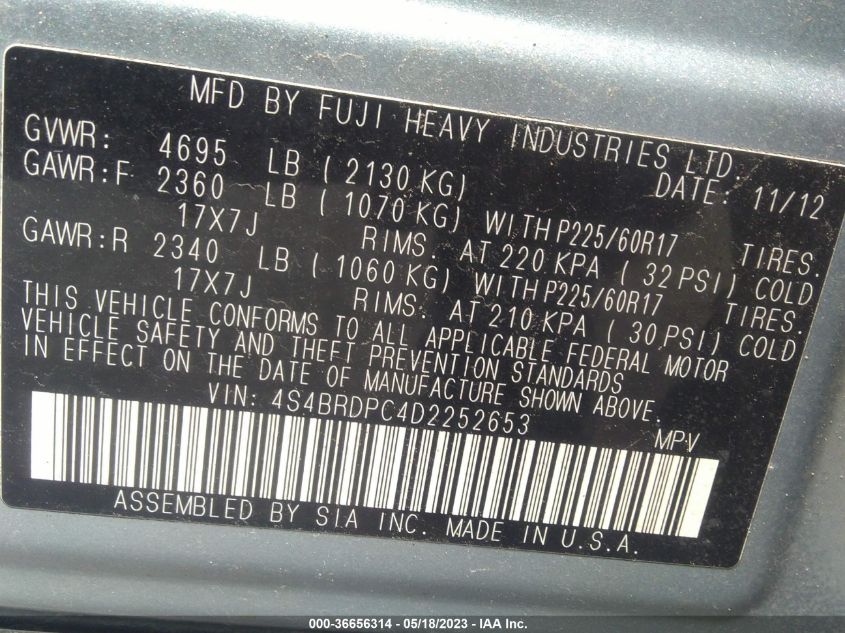 MFD BY FUJI HEAVY INDUSTRIES LTD.
GVWR: 4695 LB ( 2130 KG) DATE: 11/12
GAWR:F 2360 LB ( 1070 KG) WITH P225/60R17 TIRES.
17X7J RIMS. AT 220 KPA ( 32 PSI) COLD
GAWR:R 2340 LB ( 1060 KG) WITH P225/60R17 TIRES.
17X7J RIMS. AT 210 KPA ( 30 PSI) COLD
THIS VEHICLE CONFORMS TO ALL APPLICABLE FEDERAL MOTOR
VEHICLE SAFETY AND THEFT PREVENTION STANDARDS
IN EFFECT ON THE DATE OF MANUFACTURE SHOWN ABOVE.
VIN: 4S4BRDPC4D2252653 MPV
ASSEMBLED BY SIA INC. MADE IN U.S.A.
000-36656314 - 05/18/2023 - IAA Inc.